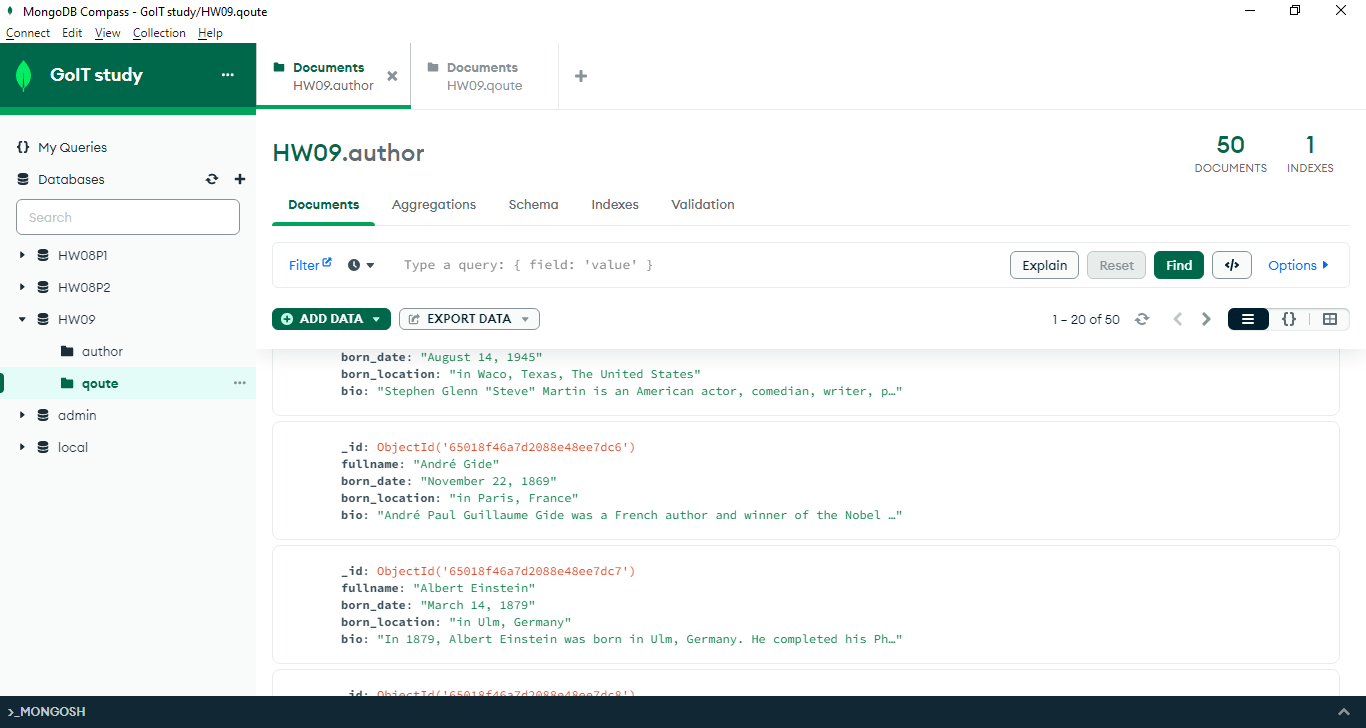 MongoDB Compass - GoIT study/HW09.qoute
Connect Edit View Collection Help
GoIT study
Documents
HW09.author
Documents
HW09.qoute
{} My Queries
Databases
Search
HW08P1
HW08P2
HW09
author
qoute
admin
local
HW09.author
50
DOCUMENTS
1
INDEXES
Documents Aggregations Schema Indexes Validation
Filter Type a query: { field: 'value' } Explain Reset Find </> Options
ADD DATA EXPORT DATA 1 – 20 of 50 {}
born_date: "August 14, 1945"
born_location: "in Waco, Texas, The United States"
bio: "Stephen Glenn "Steve" Martin is an American actor, comedian, writer, p…"
_id: ObjectId('65018f46a7d2088e48ee7dc6')
fullname: "André Gide"
born_date: "November 22, 1869"
born_location: "in Paris, France"
bio: "André Paul Guillaume Gide was a French author and winner of the Nobel …"
_id: ObjectId('65018f46a7d2088e48ee7dc7')
fullname: "Albert Einstein"
born_date: "March 14, 1879"
born_location: "in Ulm, Germany"
bio: "In 1879, Albert Einstein was born in Ulm, Germany. He completed his Ph…"
_id: ObjectId('65018f46a7d2088e48ee7dc8')
>_MONGOSH